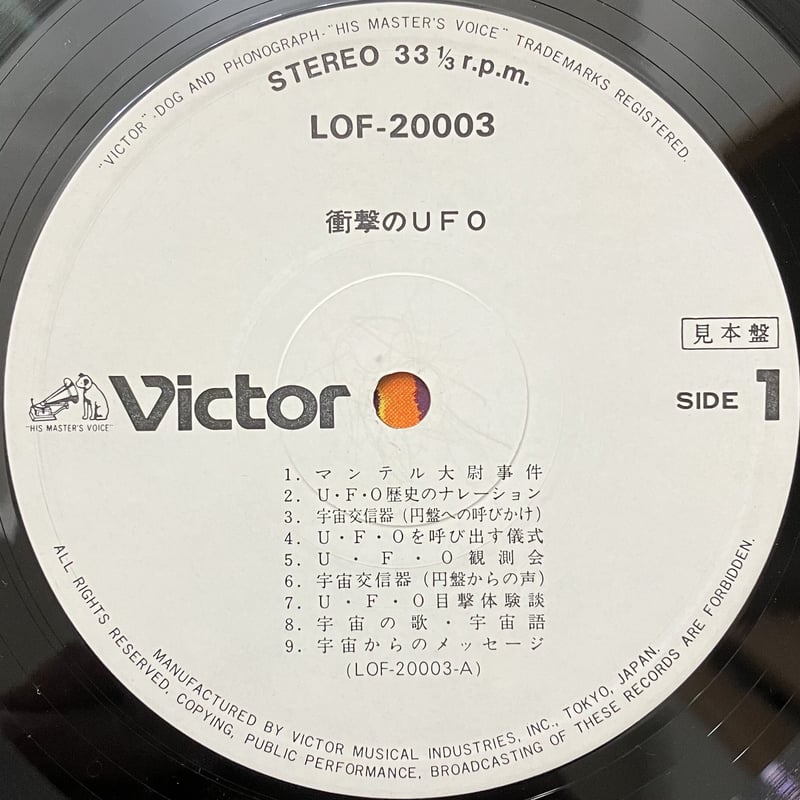 "VICTOR"-DOG AND PHONOGRAPH-"HIS MASTER'S VOICE" TRADEMARKS REGISTERED.
STEREO 33 ⅓ r.p.m.
LOF-20003
衝撃のUFO
見本盤
"HIS MASTER'S VOICE"
Victor
SIDE 1
1. マンテル大尉事件
2. U・F・O歴史のナレーション
3. 宇宙交信器(円盤への呼びかけ)
4. U・F・Oを呼び出す儀式
5. U・F・O観測会
6. 宇宙交信器(円盤からの声)
7. U・F・O目撃体験談
8. 宇宙の歌・宇宙語
9. 宇宙からのメッセージ
(LOF-20003-A)
MANUFACTURED BY VICTOR MUSICAL INDUSTRIES, INC., TOKYO, JAPAN.
ALL RIGHTS RESERVED, COPYING, PUBLIC PERFORMANCE, BROADCASTING OF THESE RECORDS ARE FORBIDDEN.